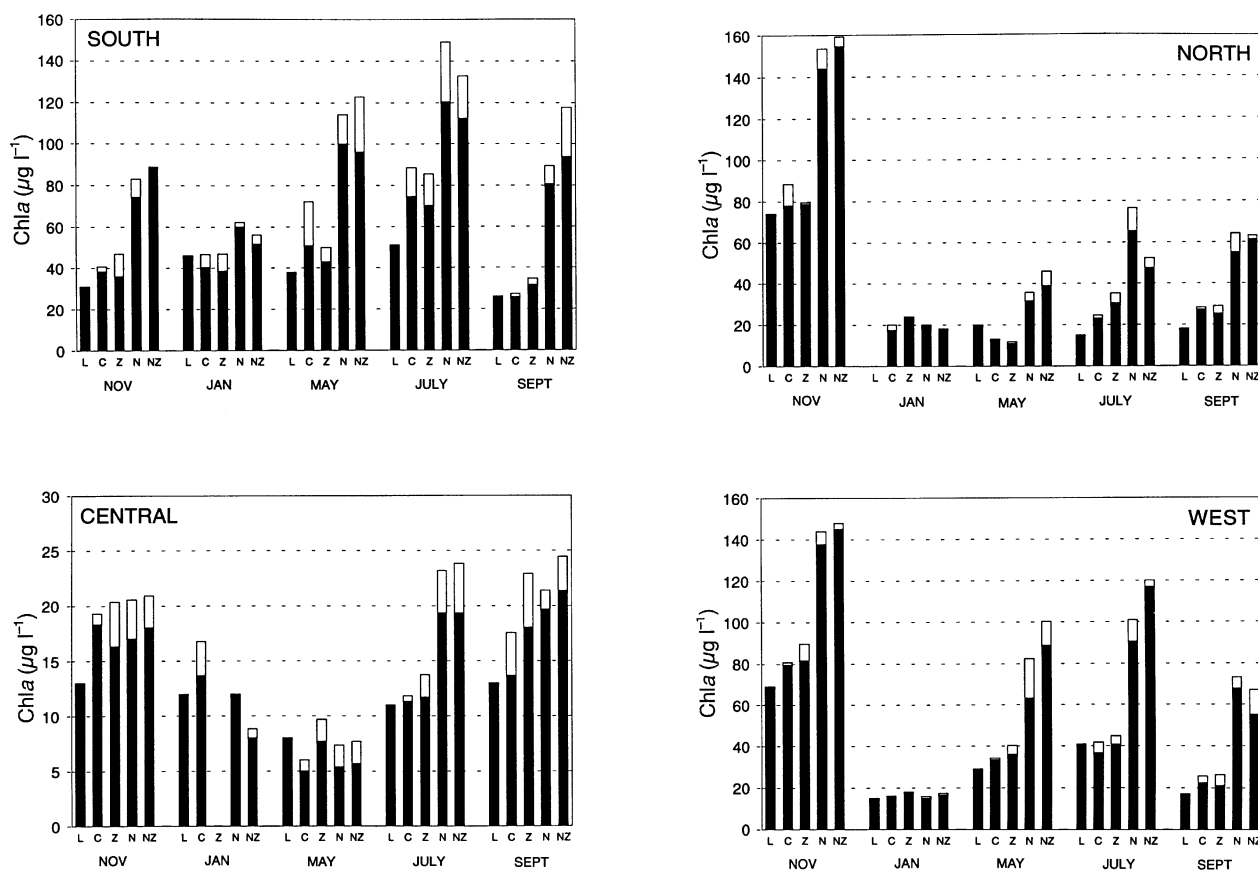 SOUTH
Chla (µg l⁻¹)
160
140
120
100
80
60
40
20
0
L C Z N NZ L C Z N NZ L C Z N NZ L C Z N NZ L C Z N NZ
NOV JAN MAY JULY SEPT
NORTH
Chla (µg l⁻¹)
160
140
120
100
80
60
40
20
0
L C Z N NZ L C Z N NZ L C Z N NZ L C Z N NZ L C Z N NZ
NOV JAN MAY JULY SEPT
CENTRAL
Chla (µg l⁻¹)
30
25
20
15
10
5
0
L C Z N NZ L C Z N NZ L C Z N NZ L C Z N NZ L C Z N NZ
NOV JAN MAY JULY SEPT
WEST
Chla (µg l⁻¹)
160
140
120
100
80
60
40
20
0
L C Z N NZ L C Z N NZ L C Z N NZ L C Z N NZ L C Z N NZ
NOV JAN MAY JULY SEPT